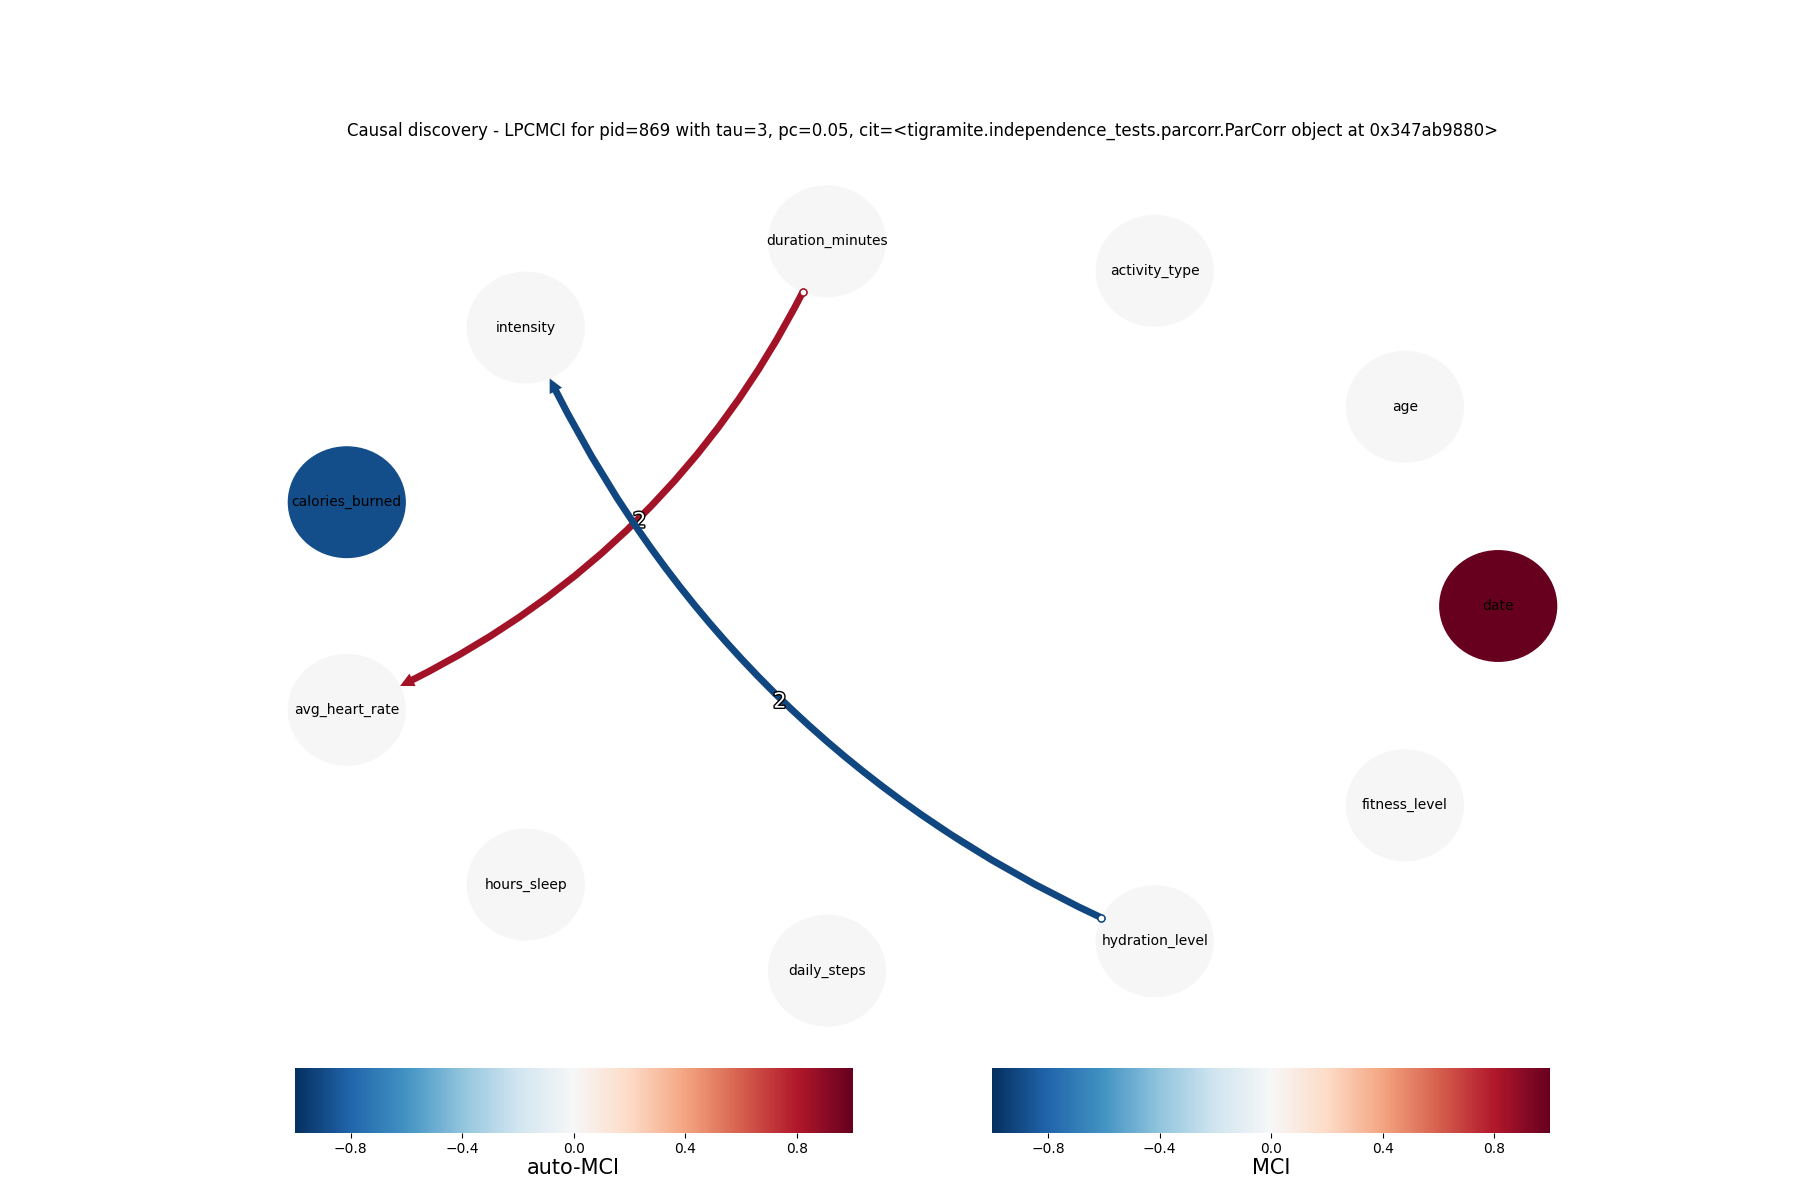 Causal discovery - LPCMCI for pid=869 with tau=3, pc=0.05, cit=<tigramite.independence_tests.parcorr.ParCorr object at 0x347ab9880>
duration_minutes
activity_type
intensity
age
calories_burned
2
date
2
avg_heart_rate
fitness_level
hours_sleep
hydration_level
daily_steps
−0.8 −0.4 0.0 0.4 0.8
auto-MCI
−0.8 −0.4 0.0 0.4 0.8
MCI